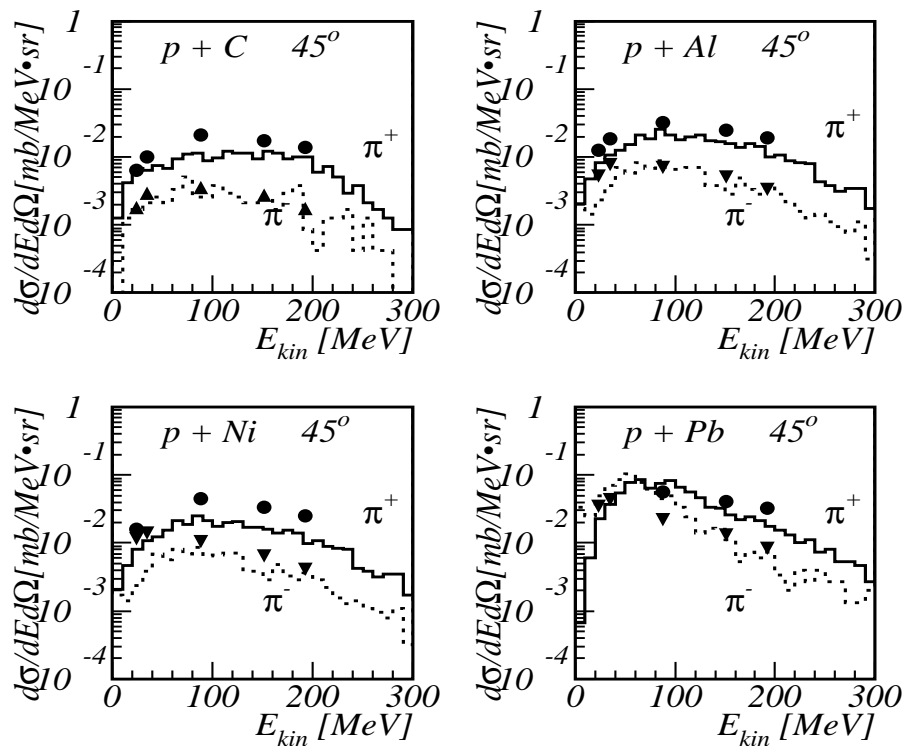 dσ/dEdΩ[mb/MeV•sr]
1
10⁻¹
10⁻²
10⁻³
10⁻⁴
p + C 45°
π⁺
π⁻
0 100 200 300
E_kin [MeV]
dσ/dEdΩ[mb/MeV•sr]
1
10⁻¹
10⁻²
10⁻³
10⁻⁴
p + Al 45°
π⁺
π⁻
0 100 200 300
E_kin [MeV]
dσ/dEdΩ[mb/MeV•sr]
1
10⁻¹
10⁻²
10⁻³
10⁻⁴
p + Ni 45°
π⁺
π⁻
0 100 200 300
E_kin [MeV]
dσ/dEdΩ[mb/MeV•sr]
1
10⁻¹
10⁻²
10⁻³
10⁻⁴
p + Pb 45°
π⁺
π⁻
0 100 200 300
E_kin [MeV]